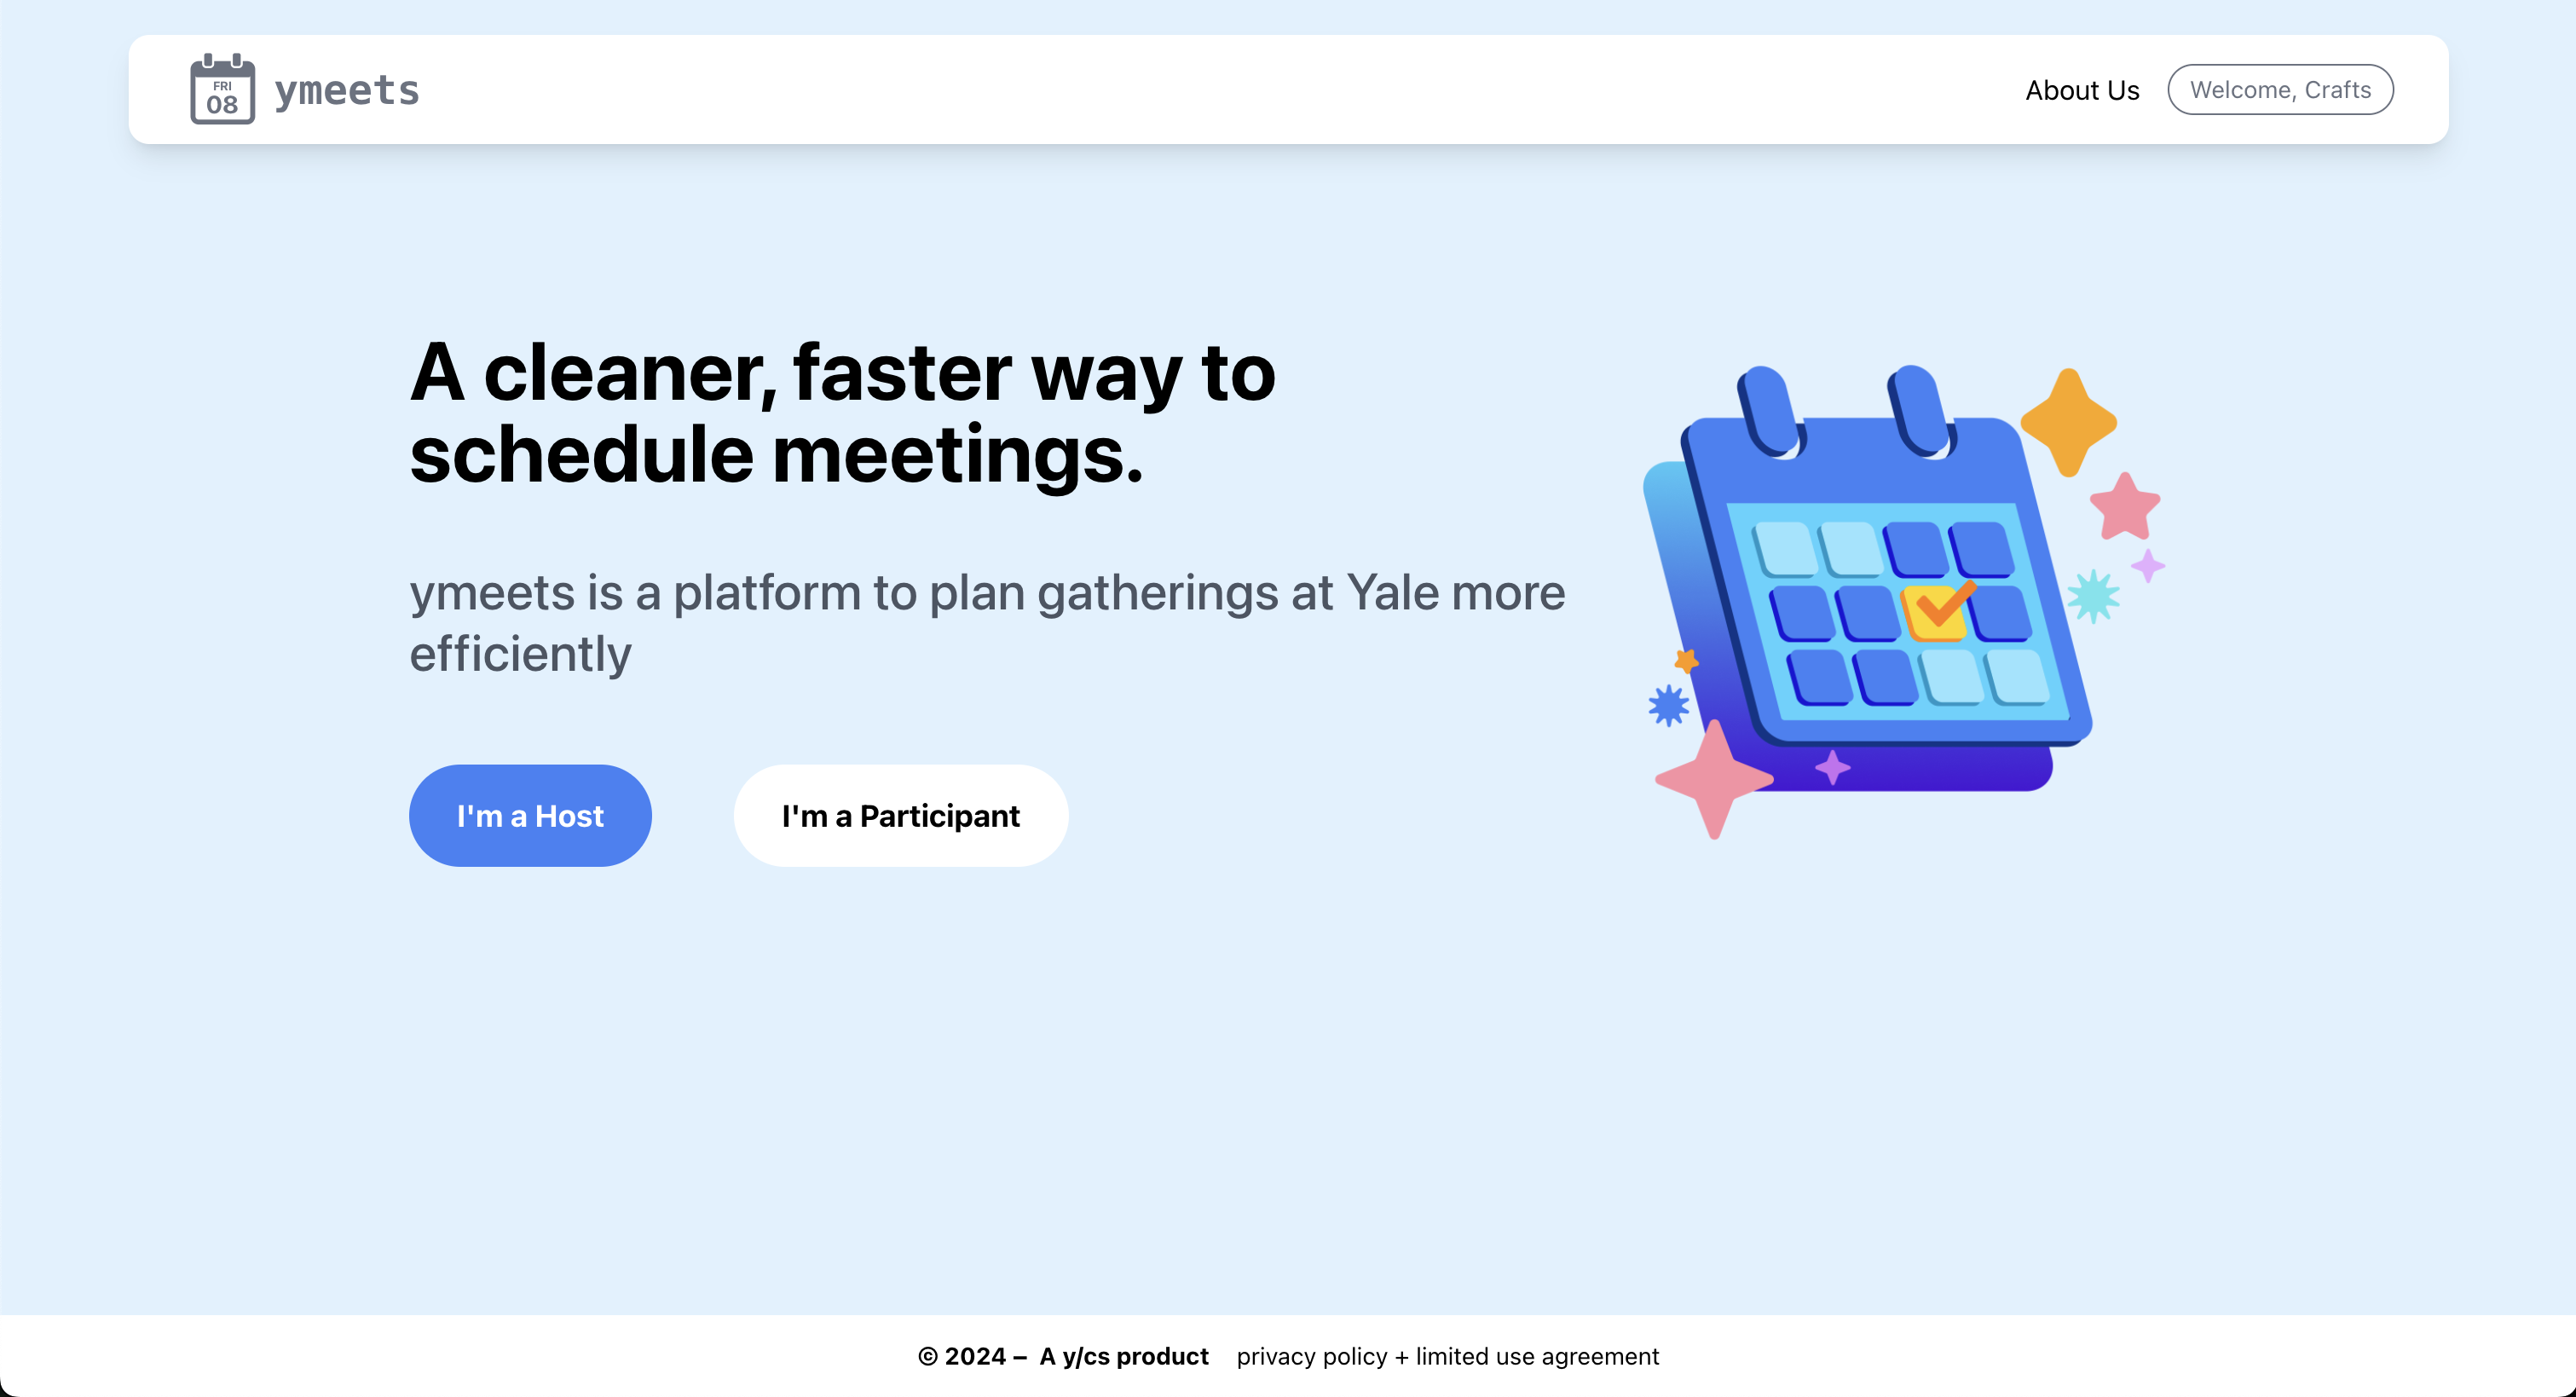 FRI
08
ymeets
About Us
Welcome, Crafts
A cleaner, faster way to
schedule meetings.
ymeets is a platform to plan gatherings at Yale more
efficiently
I'm a Host
I'm a Participant
© 2024 – A y/cs product privacy policy + limited use agreement